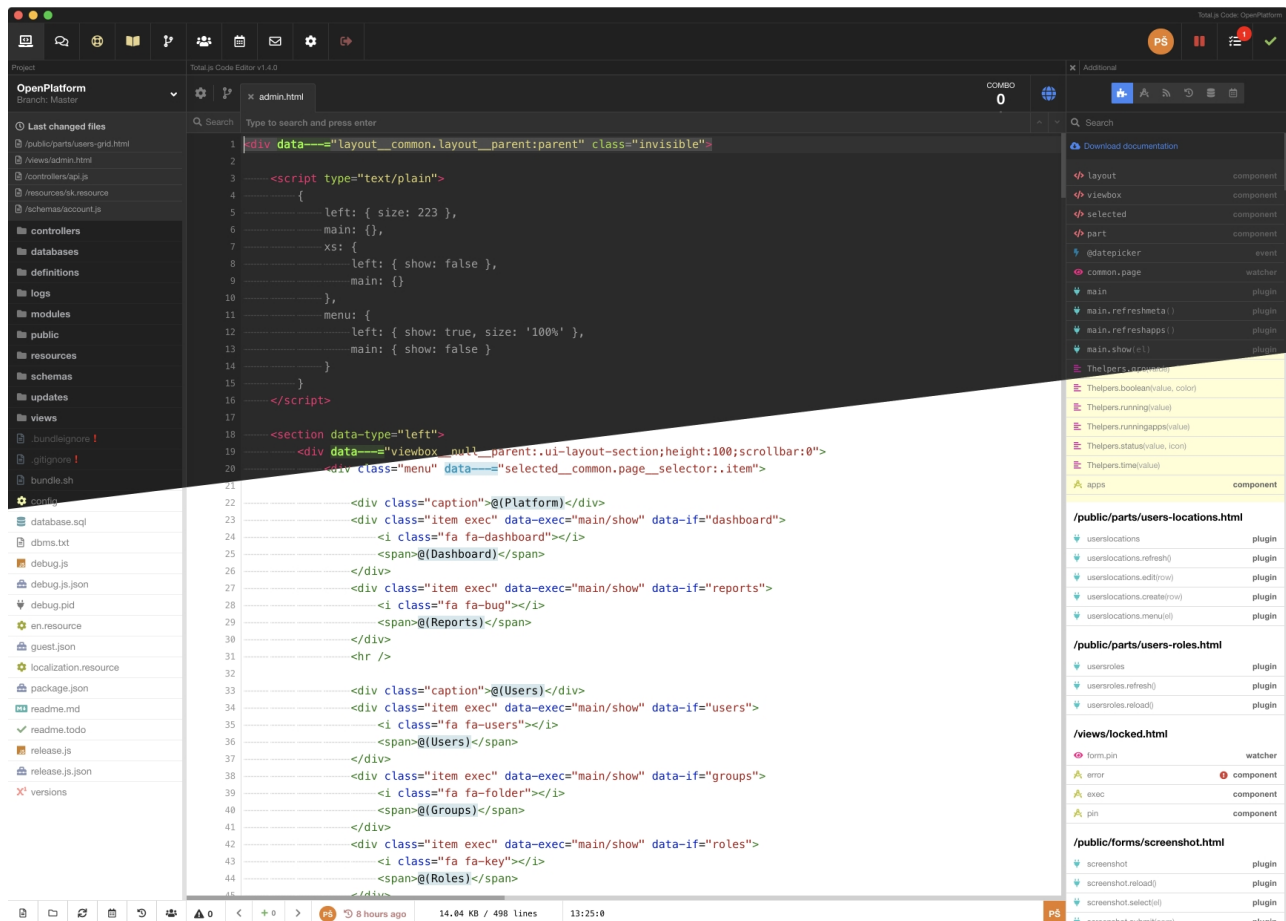 Total.js Code: OpenPlatform
PŠ
1
Project
Total.js Code Editor v1.4.0
Additional
OpenPlatform
Branch: Master
admin.html
COMBO
0
Search
Type to search and press enter
Search
Last changed files
/public/parts/users-grid.html
/views/admin.html
/controllers/api.js
/resources/sk.resource
/schemas/account.js
controllers
databases
definitions
logs
modules
public
resources
schemas
updates
views
.bundleignore !
.gitignore !
bundle.sh
config
database.sql
dbms.txt
debug.js
debug.js.json
debug.pid
en.resource
guest.json
localization.resource
package.json
readme.md
readme.todo
release.js
release.js.json
versions
1 <div data---="layout__common.layout__parent:parent" class="invisible">
2
3 <script type="text/plain">
4 {
5 left: { size: 223 },
6 main: {},
7 xs: {
8 left: { show: false },
9 main: {}
10 },
11 menu: {
12 left: { show: true, size: '100%' },
13 main: { show: false }
14 }
15 }
16 </script>
17
18 <section data-type="left">
19 <div data---="viewbox__null__parent:.ui-layout-section;height:100;scrollbar:0">
20 <div class="menu" data---="selected__common.page__selector:.item">
21
22 <div class="caption">@(Platform)</div>
23 <div class="item exec" data-exec="main/show" data-if="dashboard">
24 <i class="fa fa-dashboard"></i>
25 <span>@(Dashboard)</span>
26 </div>
27 <div class="item exec" data-exec="main/show" data-if="reports">
28 <i class="fa fa-bug"></i>
29 <span>@(Reports)</span>
30 </div>
31 <hr />
32
33 <div class="caption">@(Users)</div>
34 <div class="item exec" data-exec="main/show" data-if="users">
35 <i class="fa fa-users"></i>
36 <span>@(Users)</span>
37 </div>
38 <div class="item exec" data-exec="main/show" data-if="groups">
39 <i class="fa fa-folder"></i>
40 <span>@(Groups)</span>
41 </div>
42 <div class="item exec" data-exec="main/show" data-if="roles">
43 <i class="fa fa-key"></i>
44 <span>@(Roles)</span>
45 </div>
Download documentation
layout component
viewbox component
selected component
part component
@datepicker event
common.page watcher
main plugin
main.refreshmeta() plugin
main.refreshapps() plugin
main.show(el) plugin
Thelpers.boolean(value, color)
Thelpers.running(value)
Thelpers.runningapps(value)
Thelpers.status(value, icon)
Thelpers.time(value)
apps component
/public/parts/users-locations.html
userslocations plugin
userslocations.refresh() plugin
userslocations.edit(row) plugin
userslocations.create(row) plugin
userslocations.menu(el) plugin
/public/parts/users-roles.html
usersroles plugin
usersroles.refresh() plugin
usersroles.reload() plugin
/views/locked.html
form.pin watcher
error component
exec component
pin component
/public/forms/screenshot.html
screenshot plugin
screenshot.reload() plugin
screenshot.select(el) plugin
0
+ 0
PŠ
8 hours ago
14.04 KB / 498 lines
13:25:0
PŠ